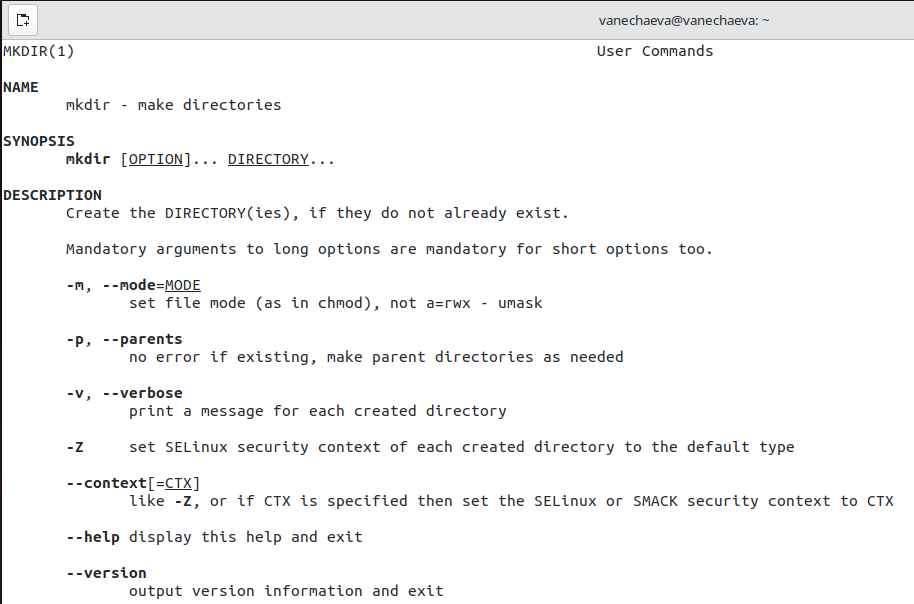 vanechaeva@vanechaeva: ~
MKDIR(1) User Commands
NAME
mkdir - make directories
SYNOPSIS
mkdir [OPTION]... DIRECTORY...
DESCRIPTION
Create the DIRECTORY(ies), if they do not already exist.
Mandatory arguments to long options are mandatory for short options too.
-m, --mode=MODE
set file mode (as in chmod), not a=rwx - umask
-p, --parents
no error if existing, make parent directories as needed
-v, --verbose
print a message for each created directory
-Z set SELinux security context of each created directory to the default type
--context[=CTX]
like -Z, or if CTX is specified then set the SELinux or SMACK security context to CTX
--help display this help and exit
--version
output version information and exit